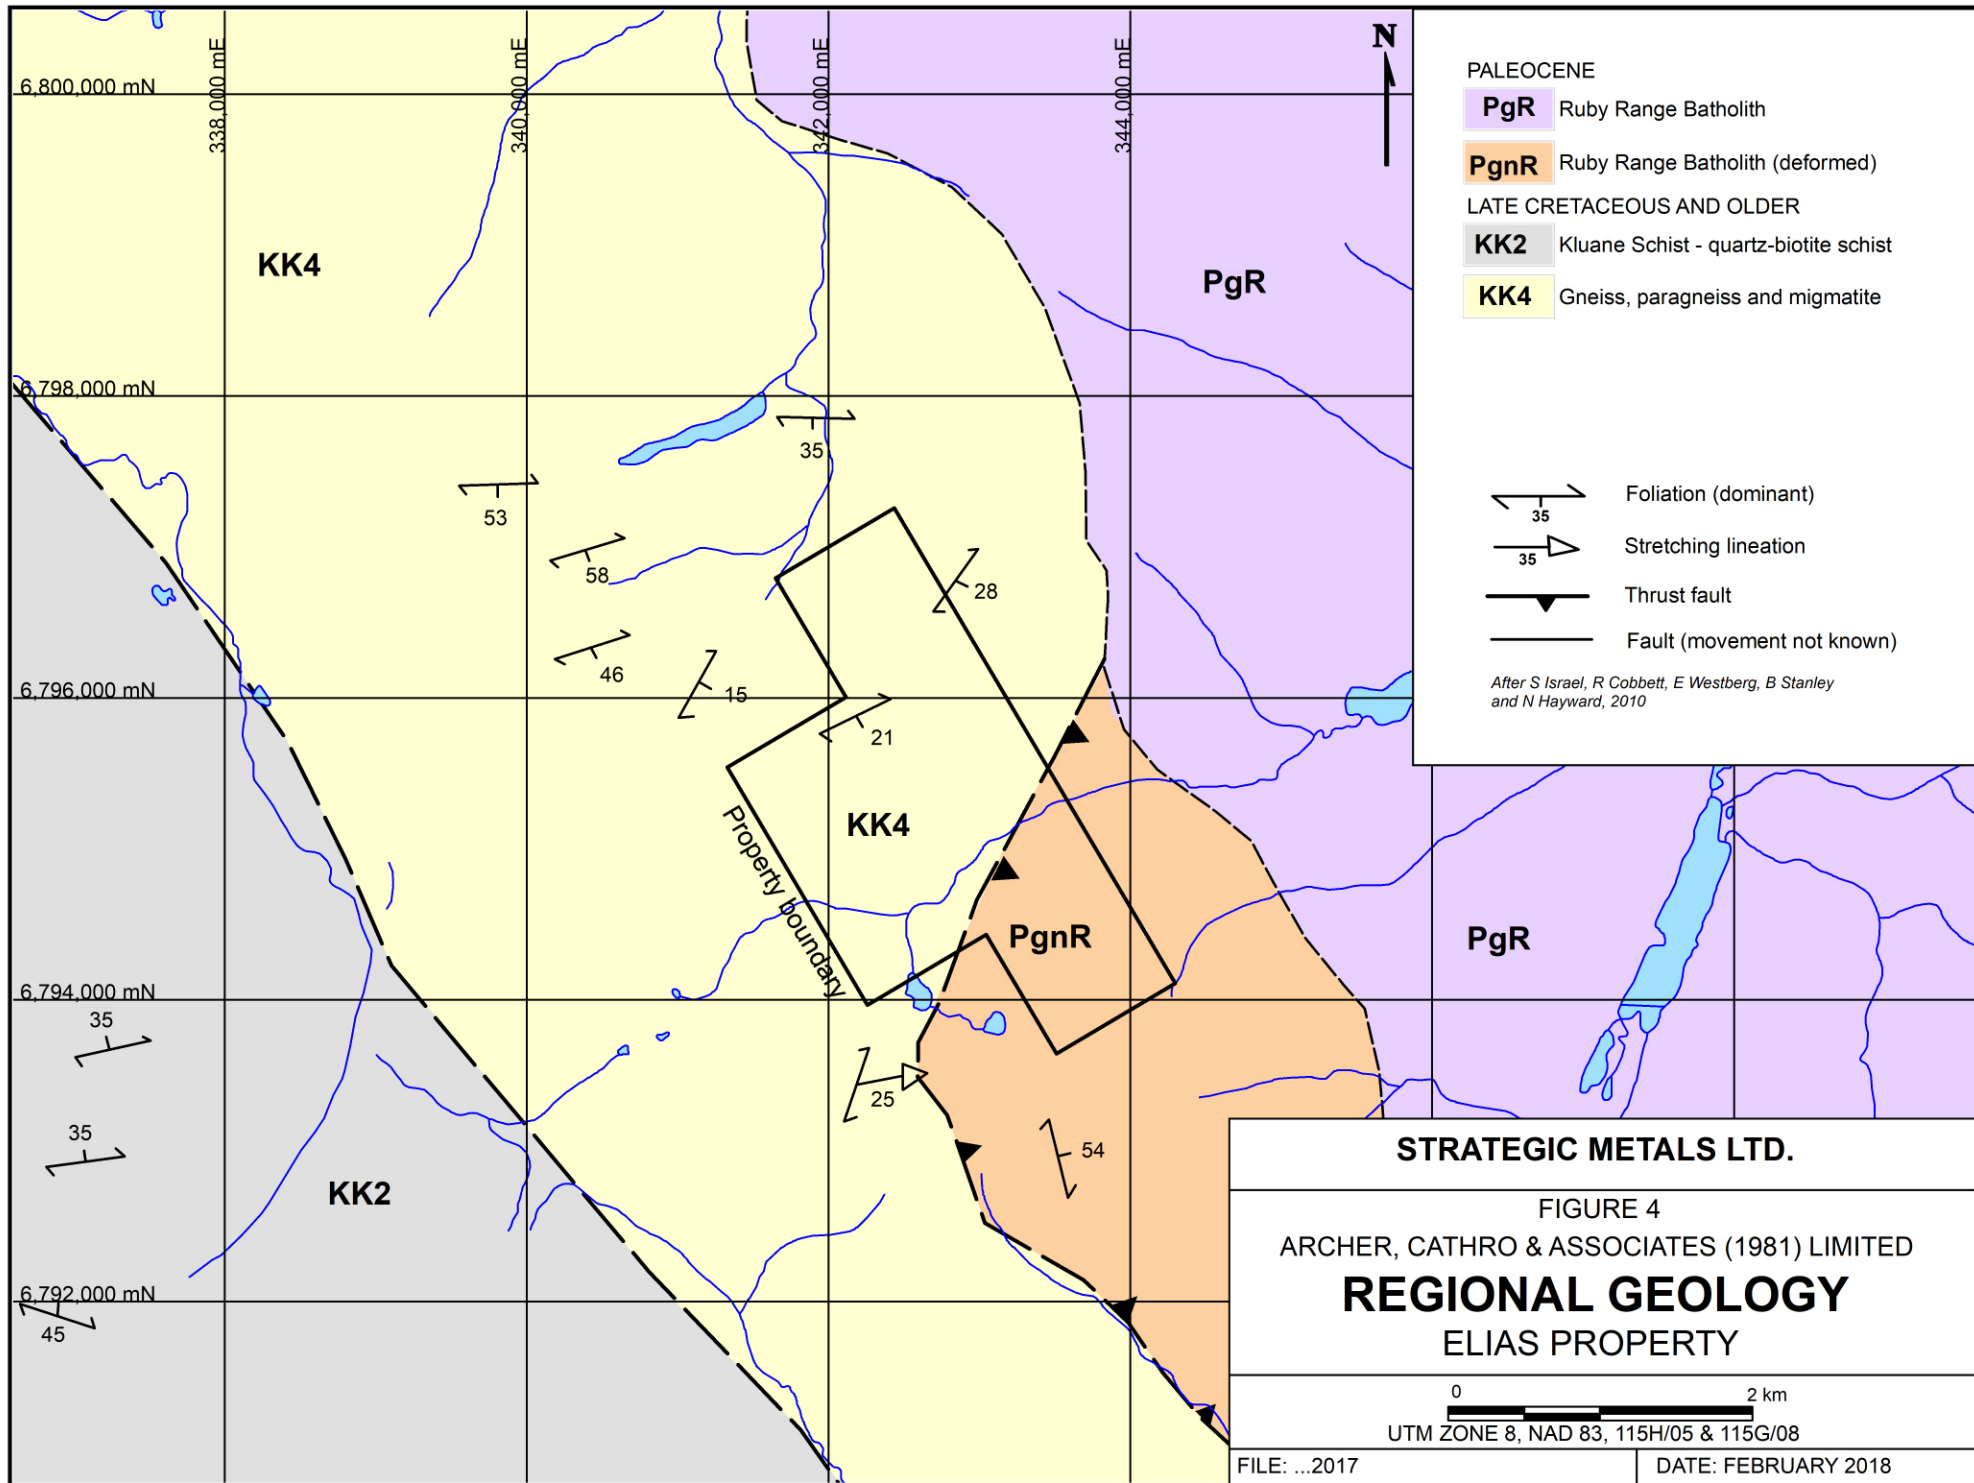 338,000 mE
340,000 mE
342,000 mE
344,000 mE
N
6,800,000 mN
6,798,000 mN
6,796,000 mN
6,794,000 mN
6,792,000 mN
KK4
PgR
35
53
58
28
46
15
21
KK4
Property boundary
PgnR
PgR
35
25
35
54
KK2
45
PALEOCENE
PgR Ruby Range Batholith
PgnR Ruby Range Batholith (deformed)
LATE CRETACEOUS AND OLDER
KK2 Kluane Schist - quartz-biotite schist
KK4 Gneiss, paragneiss and migmatite
35 Foliation (dominant)
35 Stretching lineation
Thrust fault
Fault (movement not known)
After S Israel, R Cobbett, E Westberg, B Stanley
and N Hayward, 2010
STRATEGIC METALS LTD.
FIGURE 4
ARCHER, CATHRO & ASSOCIATES (1981) LIMITED
REGIONAL GEOLOGY
ELIAS PROPERTY
0 2 km
UTM ZONE 8, NAD 83, 115H/05 & 115G/08
FILE: ...2017 DATE: FEBRUARY 2018